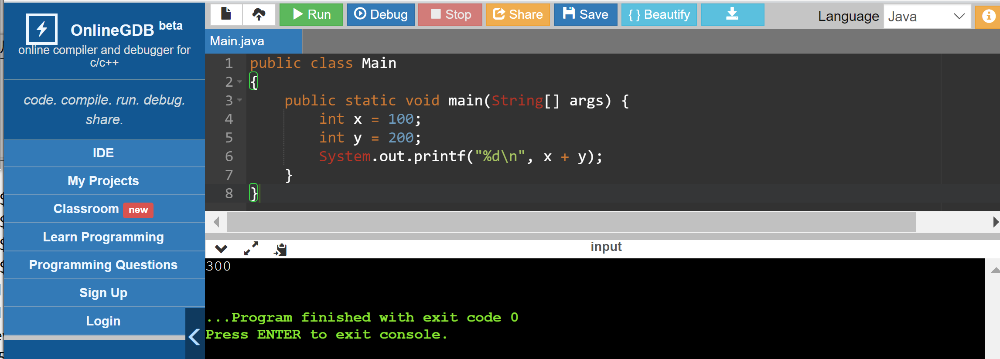 OnlineGDB beta
online compiler and debugger for
c/c++
code. compile. run. debug.
share.
IDE
My Projects
Classroom new
Learn Programming
Programming Questions
Sign Up
Login
Run Debug Stop Share Save { } Beautify Language Java
Main.java
1 public class Main
2 {
3     public static void main(String[] args) {
4         int x = 100;
5         int y = 200;
6         System.out.printf("%d\n", x + y);
7     }
8 }
input
300
...Program finished with exit code 0
Press ENTER to exit console.